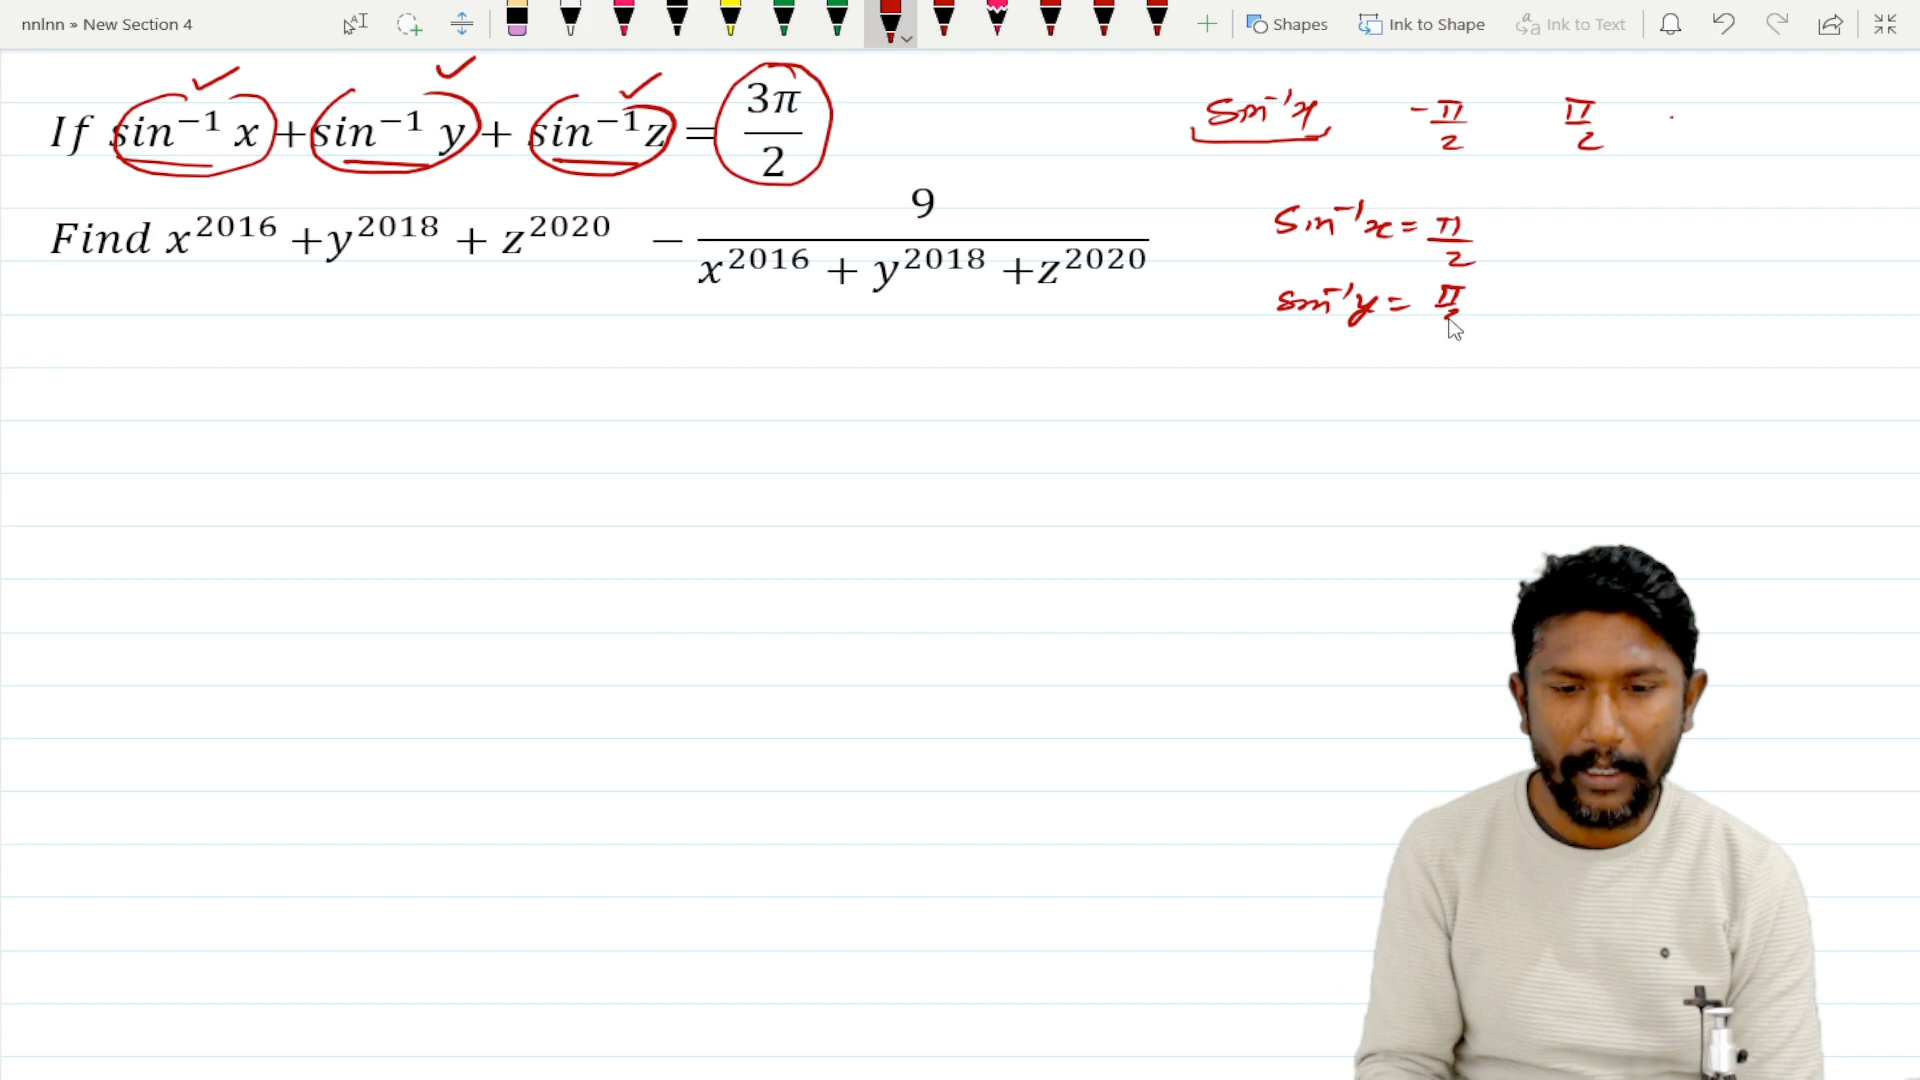 nnlnn » New Section 4
Shapes
Ink to Shape
Ink to Text
If sin⁻¹ x + sin⁻¹ y + sin⁻¹ z = 3π/2
Find x²⁰¹⁶ + y²⁰¹⁸ + z²⁰²⁰ − 9/(x²⁰¹⁶ + y²⁰¹⁸ + z²⁰²⁰)
Sin⁻¹x -π/2 π/2
Sin⁻¹x = π/2
Sin⁻¹y = π/2